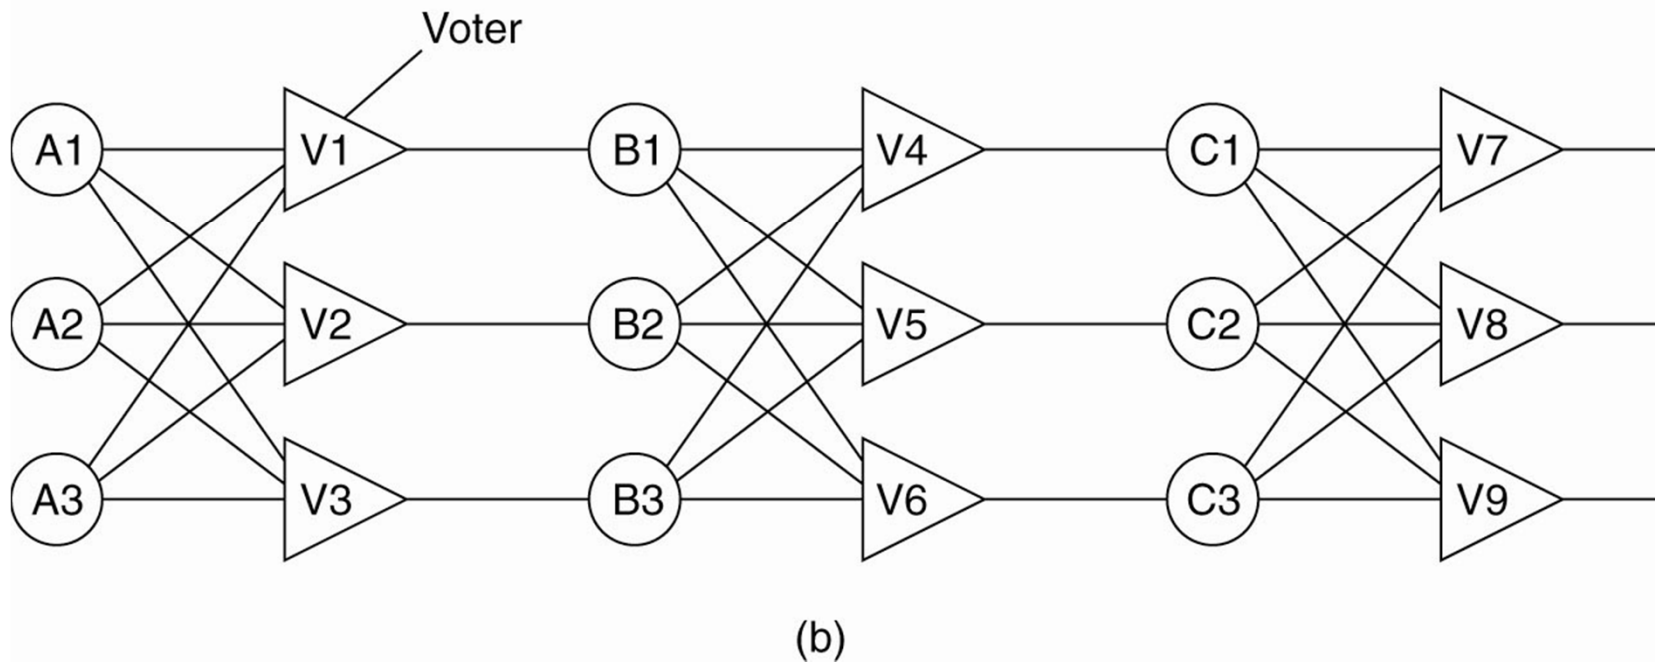 Voter
A1 V1 B1 V4 C1 V7
A2 V2 B2 V5 C2 V8
A3 V3 B3 V6 C3 V9
(b)